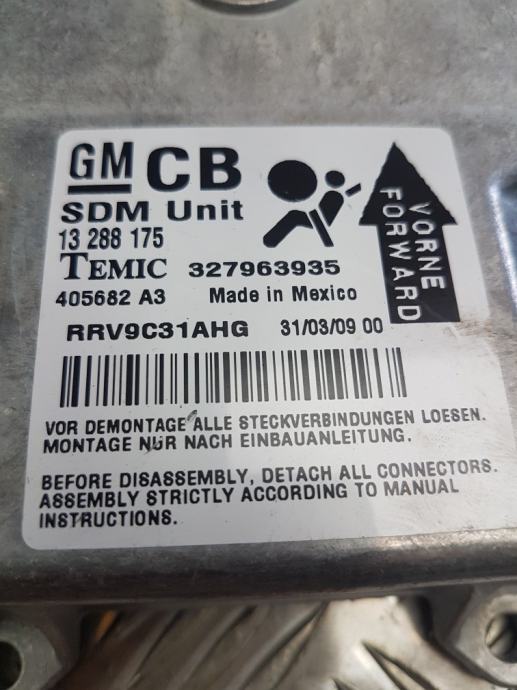 GM CB
SDM Unit
13 288 175
TEMIC 327963935
405682 A3 Made in Mexico
RRV9C31AHG 31/03/09 00
VORNE
FORWARD
VOR DEMONTAGE ALLE STECKVERBINDUNGEN LOESEN.
MONTAGE NUR NACH EINBAUANLEITUNG.
BEFORE DISASSEMBLY, DETACH ALL CONNECTORS.
ASSEMBLY STRICTLY ACCORDING TO MANUAL
INSTRUCTIONS.